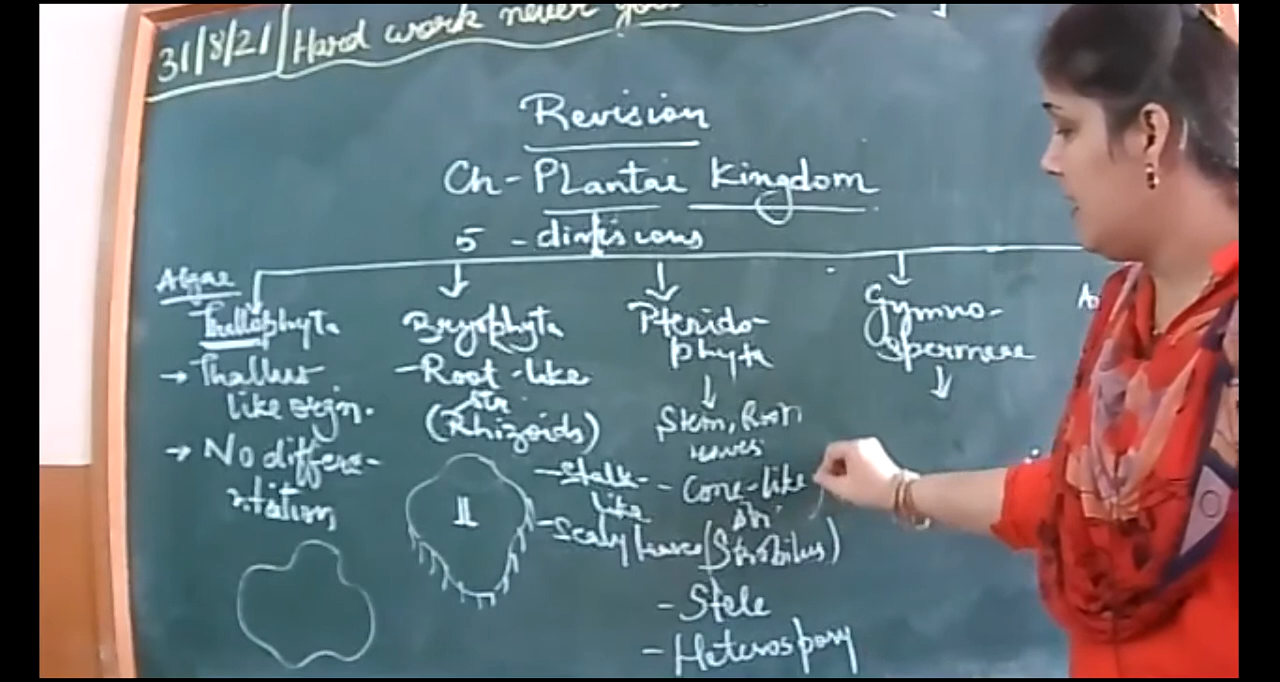 31/8/21 Hard work never
Revision
Ch- Plantae Kingdom
5 - divisions
Algae
Thallophyta
→ Thallus
like orgn.
→ No differe-
ntiation
Bryophyta
- Root-like
str.
(Rhizoids)
- Stalk-
like
- Scaly leaves
Pterido-
phyta
Stem, Root
leaves
- Cone-like
str.
(Strobilus)
- Stele
- Heterospory
Gymno-
spermeae